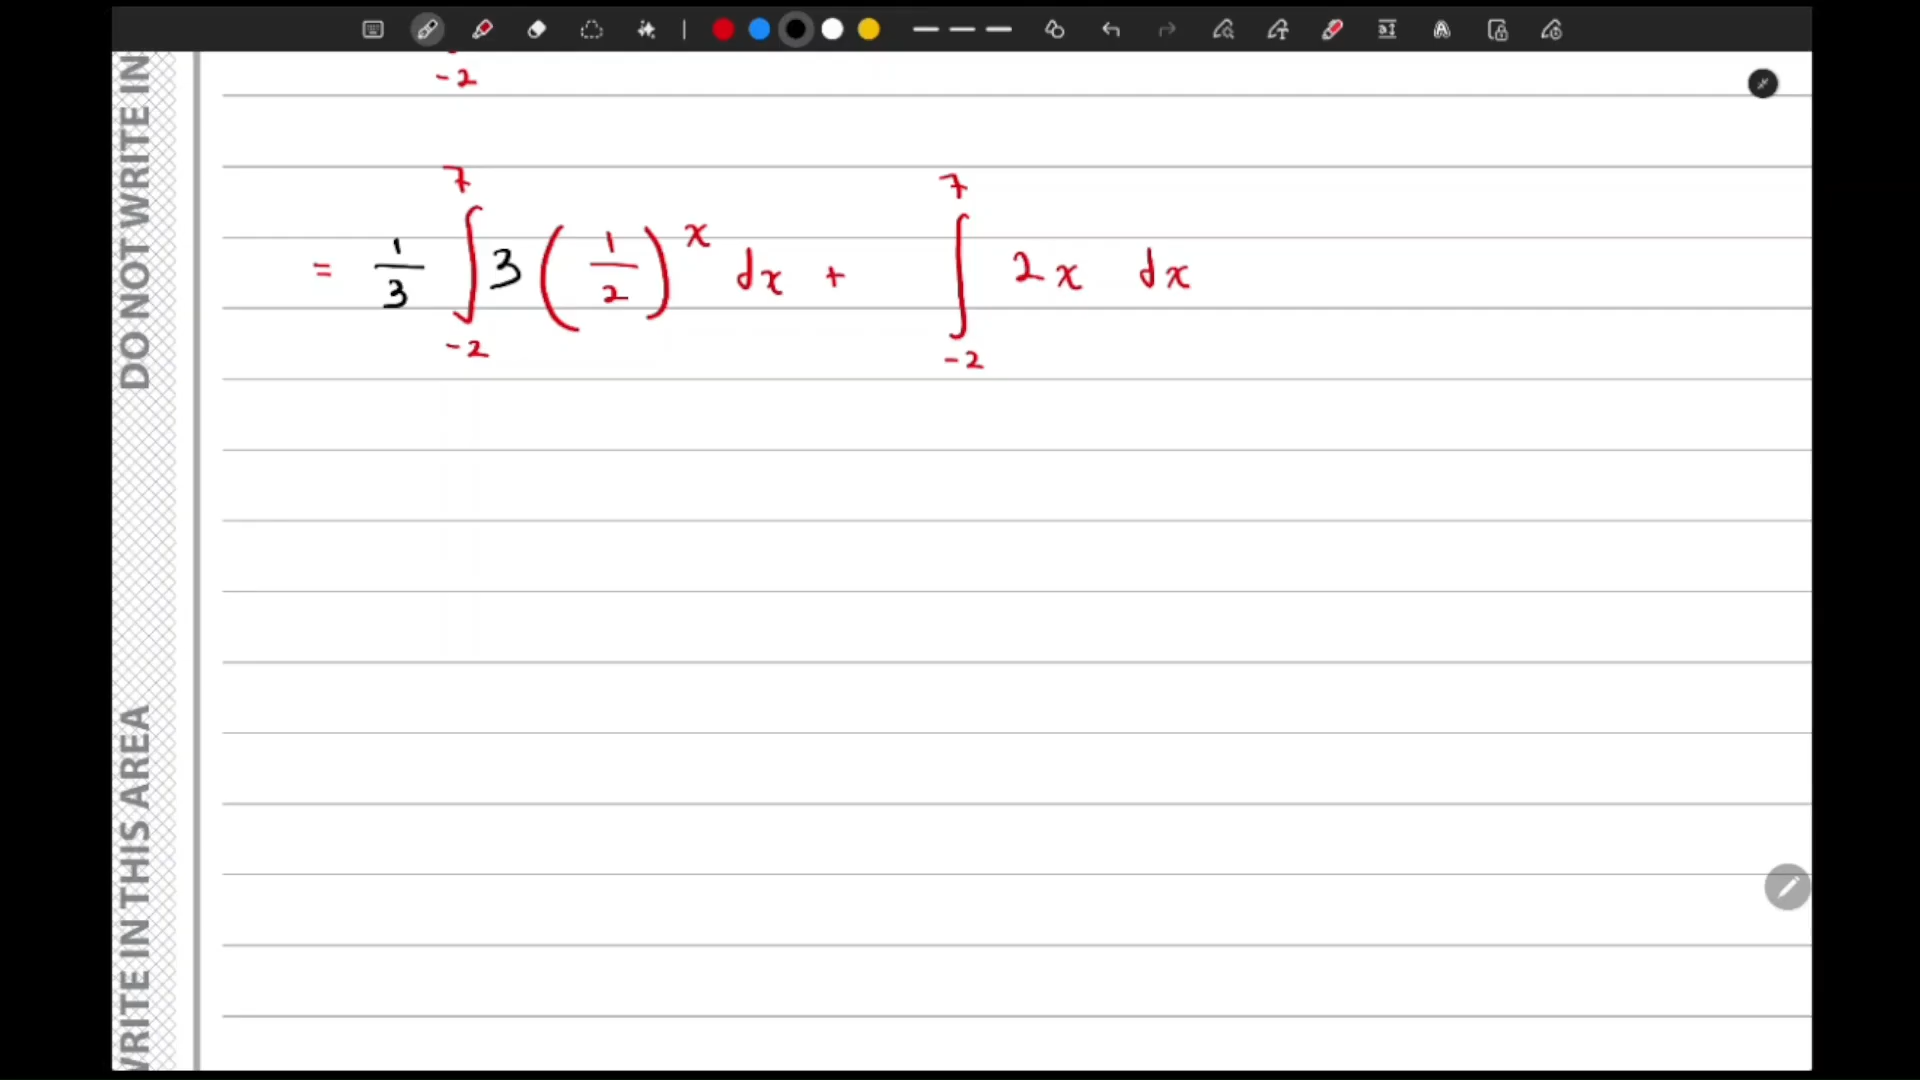 -2
= 1/3 ∫_{-2}^{7} 3 (1/2)^x dx + ∫_{-2}^{7} 2x dx
DO NOT WRITE IN
WRITE IN THIS AREA